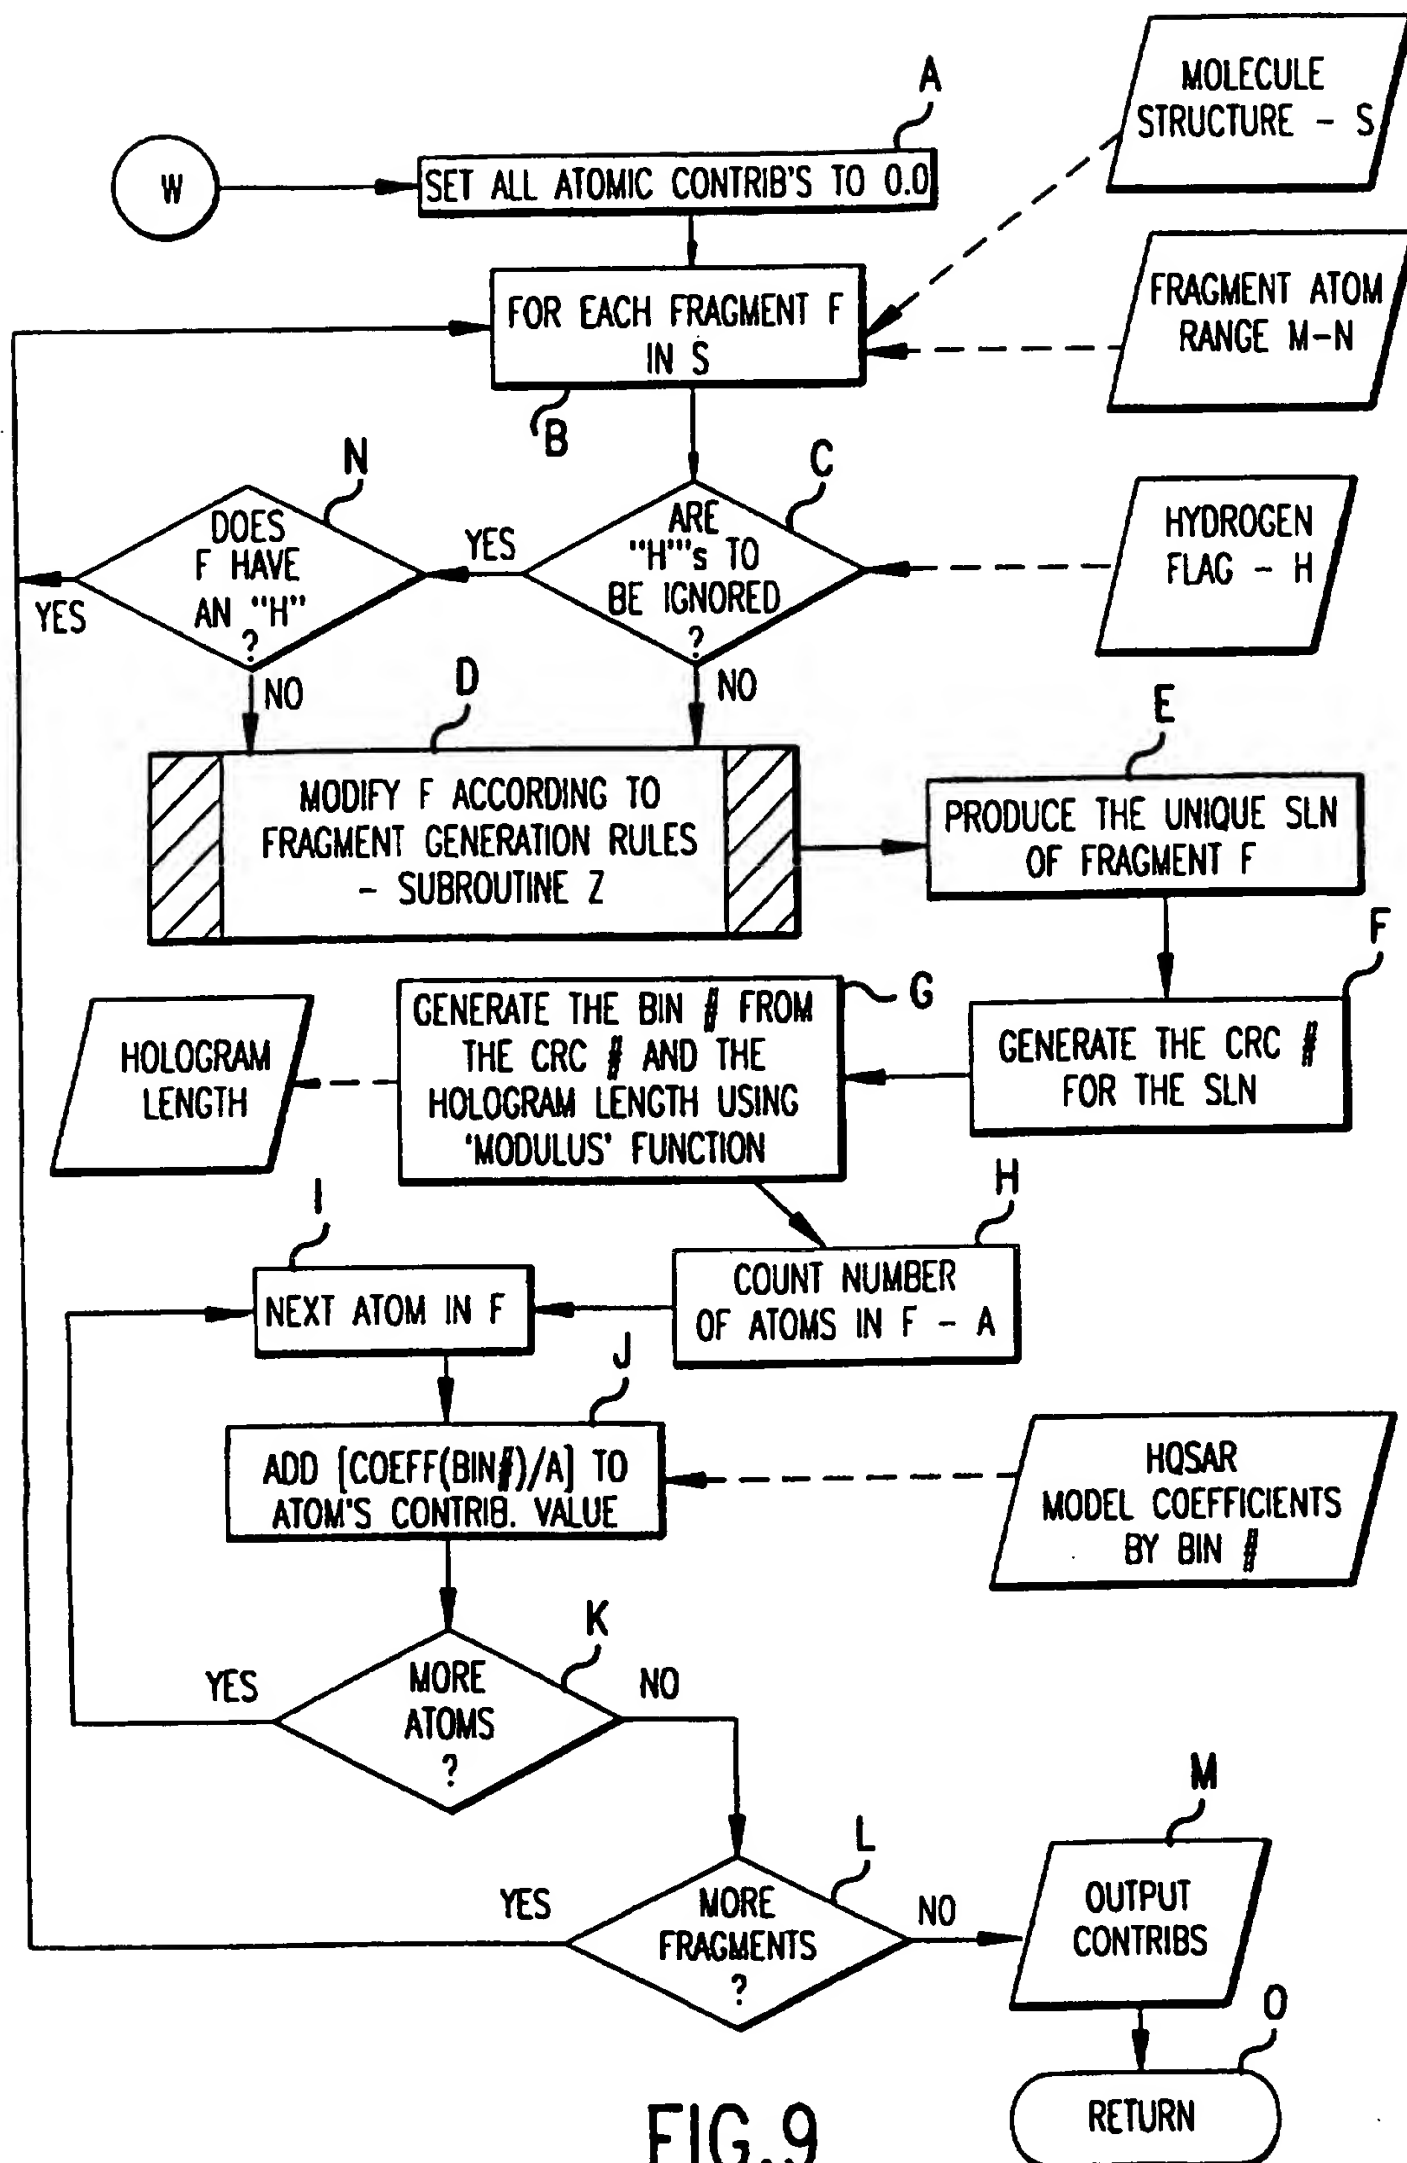 A
MOLECULE
STRUCTURE - S
W
SET ALL ATOMIC CONTRIB'S TO 0.0
FOR EACH FRAGMENT F
IN S
FRAGMENT ATOM
RANGE M-N
B
N
C
DOES
F HAVE
AN "H"
?
YES
YES
ARE
"H"'s TO
BE IGNORED
?
HYDROGEN
FLAG - H
NO
D
NO
E
MODIFY F ACCORDING TO
FRAGMENT GENERATION RULES
- SUBROUTINE Z
PRODUCE THE UNIQUE SLN
OF FRAGMENT F
F
G
GENERATE THE BIN # FROM
THE CRC # AND THE
HOLOGRAM LENGTH USING
'MODULUS' FUNCTION
HOLOGRAM
LENGTH
GENERATE THE CRC #
FOR THE SLN
H
I
COUNT NUMBER
OF ATOMS IN F - A
NEXT ATOM IN F
J
ADD [COEFF(BIN#)/A] TO
ATOM'S CONTRIB. VALUE
HQSAR
MODEL COEFFICIENTS
BY BIN #
K
YES
MORE
ATOMS
?
NO
M
L
YES
MORE
FRAGMENTS
?
NO
OUTPUT
CONTRIBS
O
RETURN
FIG.9